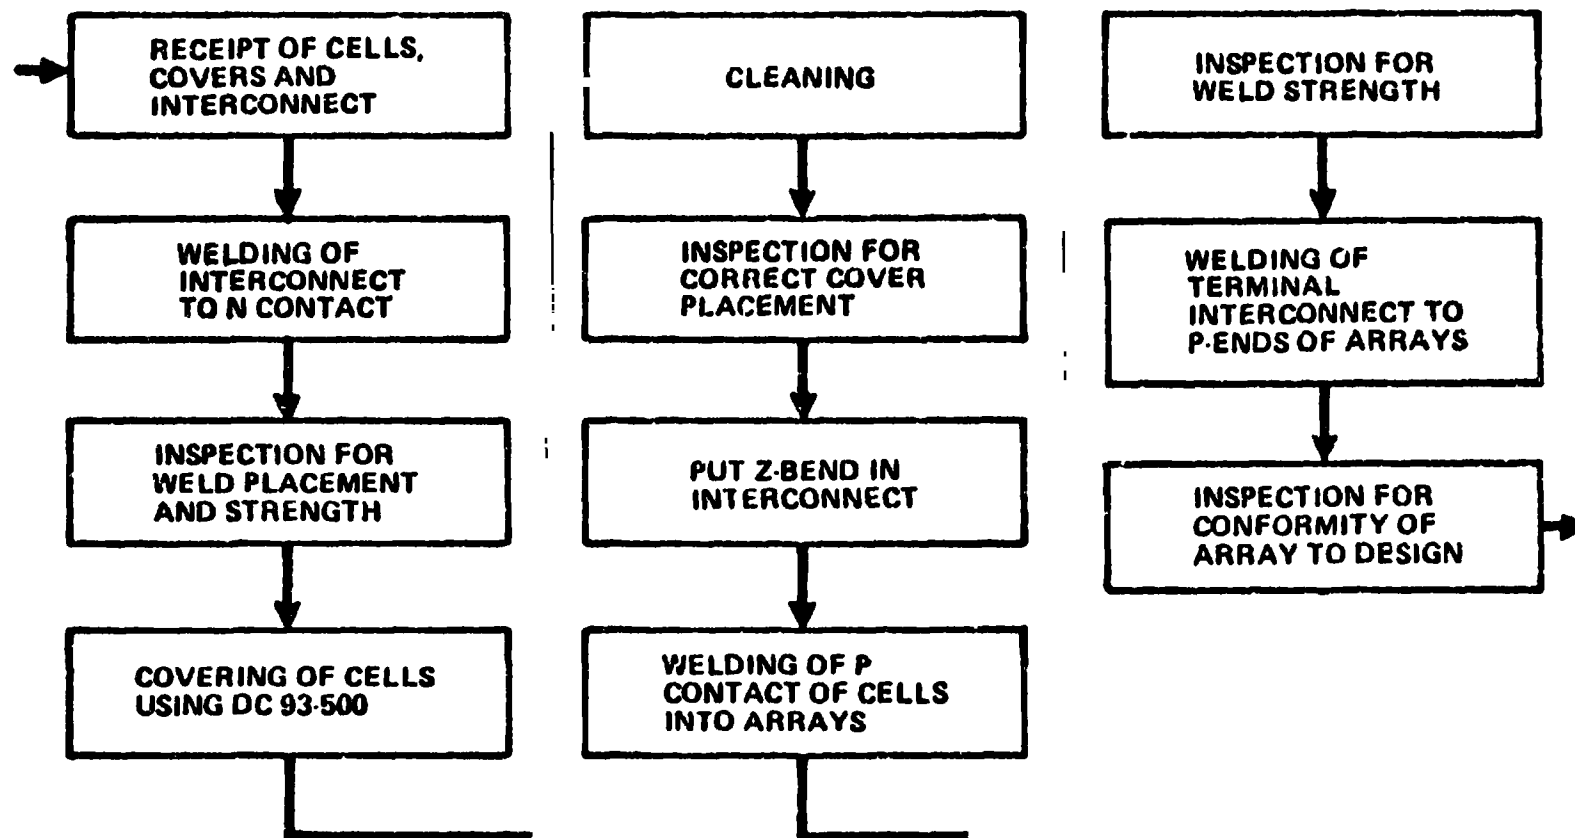 RECEIPT OF CELLS,
COVERS AND
INTERCONNECT
WELDING OF
INTERCONNECT
TO N CONTACT
INSPECTION FOR
WELD PLACEMENT
AND STRENGTH
COVERING OF CELLS
USING DC 93-500
CLEANING
INSPECTION FOR
CORRECT COVER
PLACEMENT
PUT Z-BEND IN
INTERCONNECT
WELDING OF P
CONTACT OF CELLS
INTO ARRAYS
INSPECTION FOR
WELD STRENGTH
WELDING OF
TERMINAL
INTERCONNECT TO
P-ENDS OF ARRAYS
INSPECTION FOR
CONFORMITY OF
ARRAY TO DESIGN